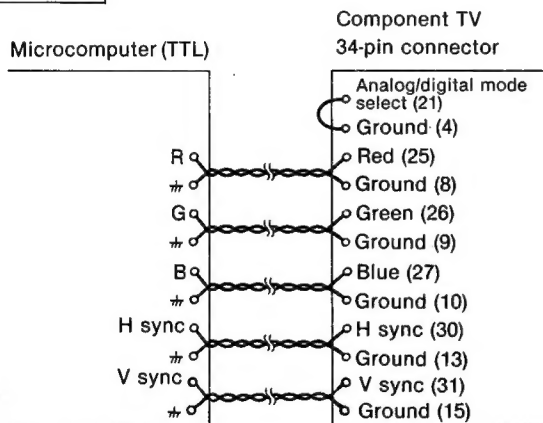 Component TV
34-pin connector
Microcomputer (TTL)
Analog/digital mode
select (21)
Ground (4)
R
Red (25)
Ground (8)
G
Green (26)
Ground (9)
B
Blue (27)
Ground (10)
H sync
H sync (30)
Ground (13)
V sync
V sync (31)
Ground (15)